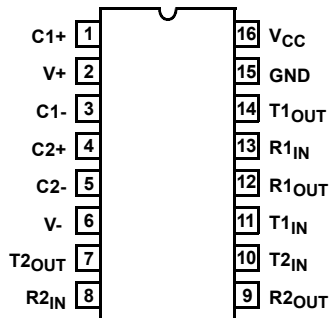 C1+ 1 16 VCC
V+ 2 15 GND
C1- 3 14 T1OUT
C2+ 4 13 R1IN
C2- 5 12 R1OUT
V- 6 11 T1IN
T2OUT 7 10 T2IN
R2IN 8 9 R2OUT